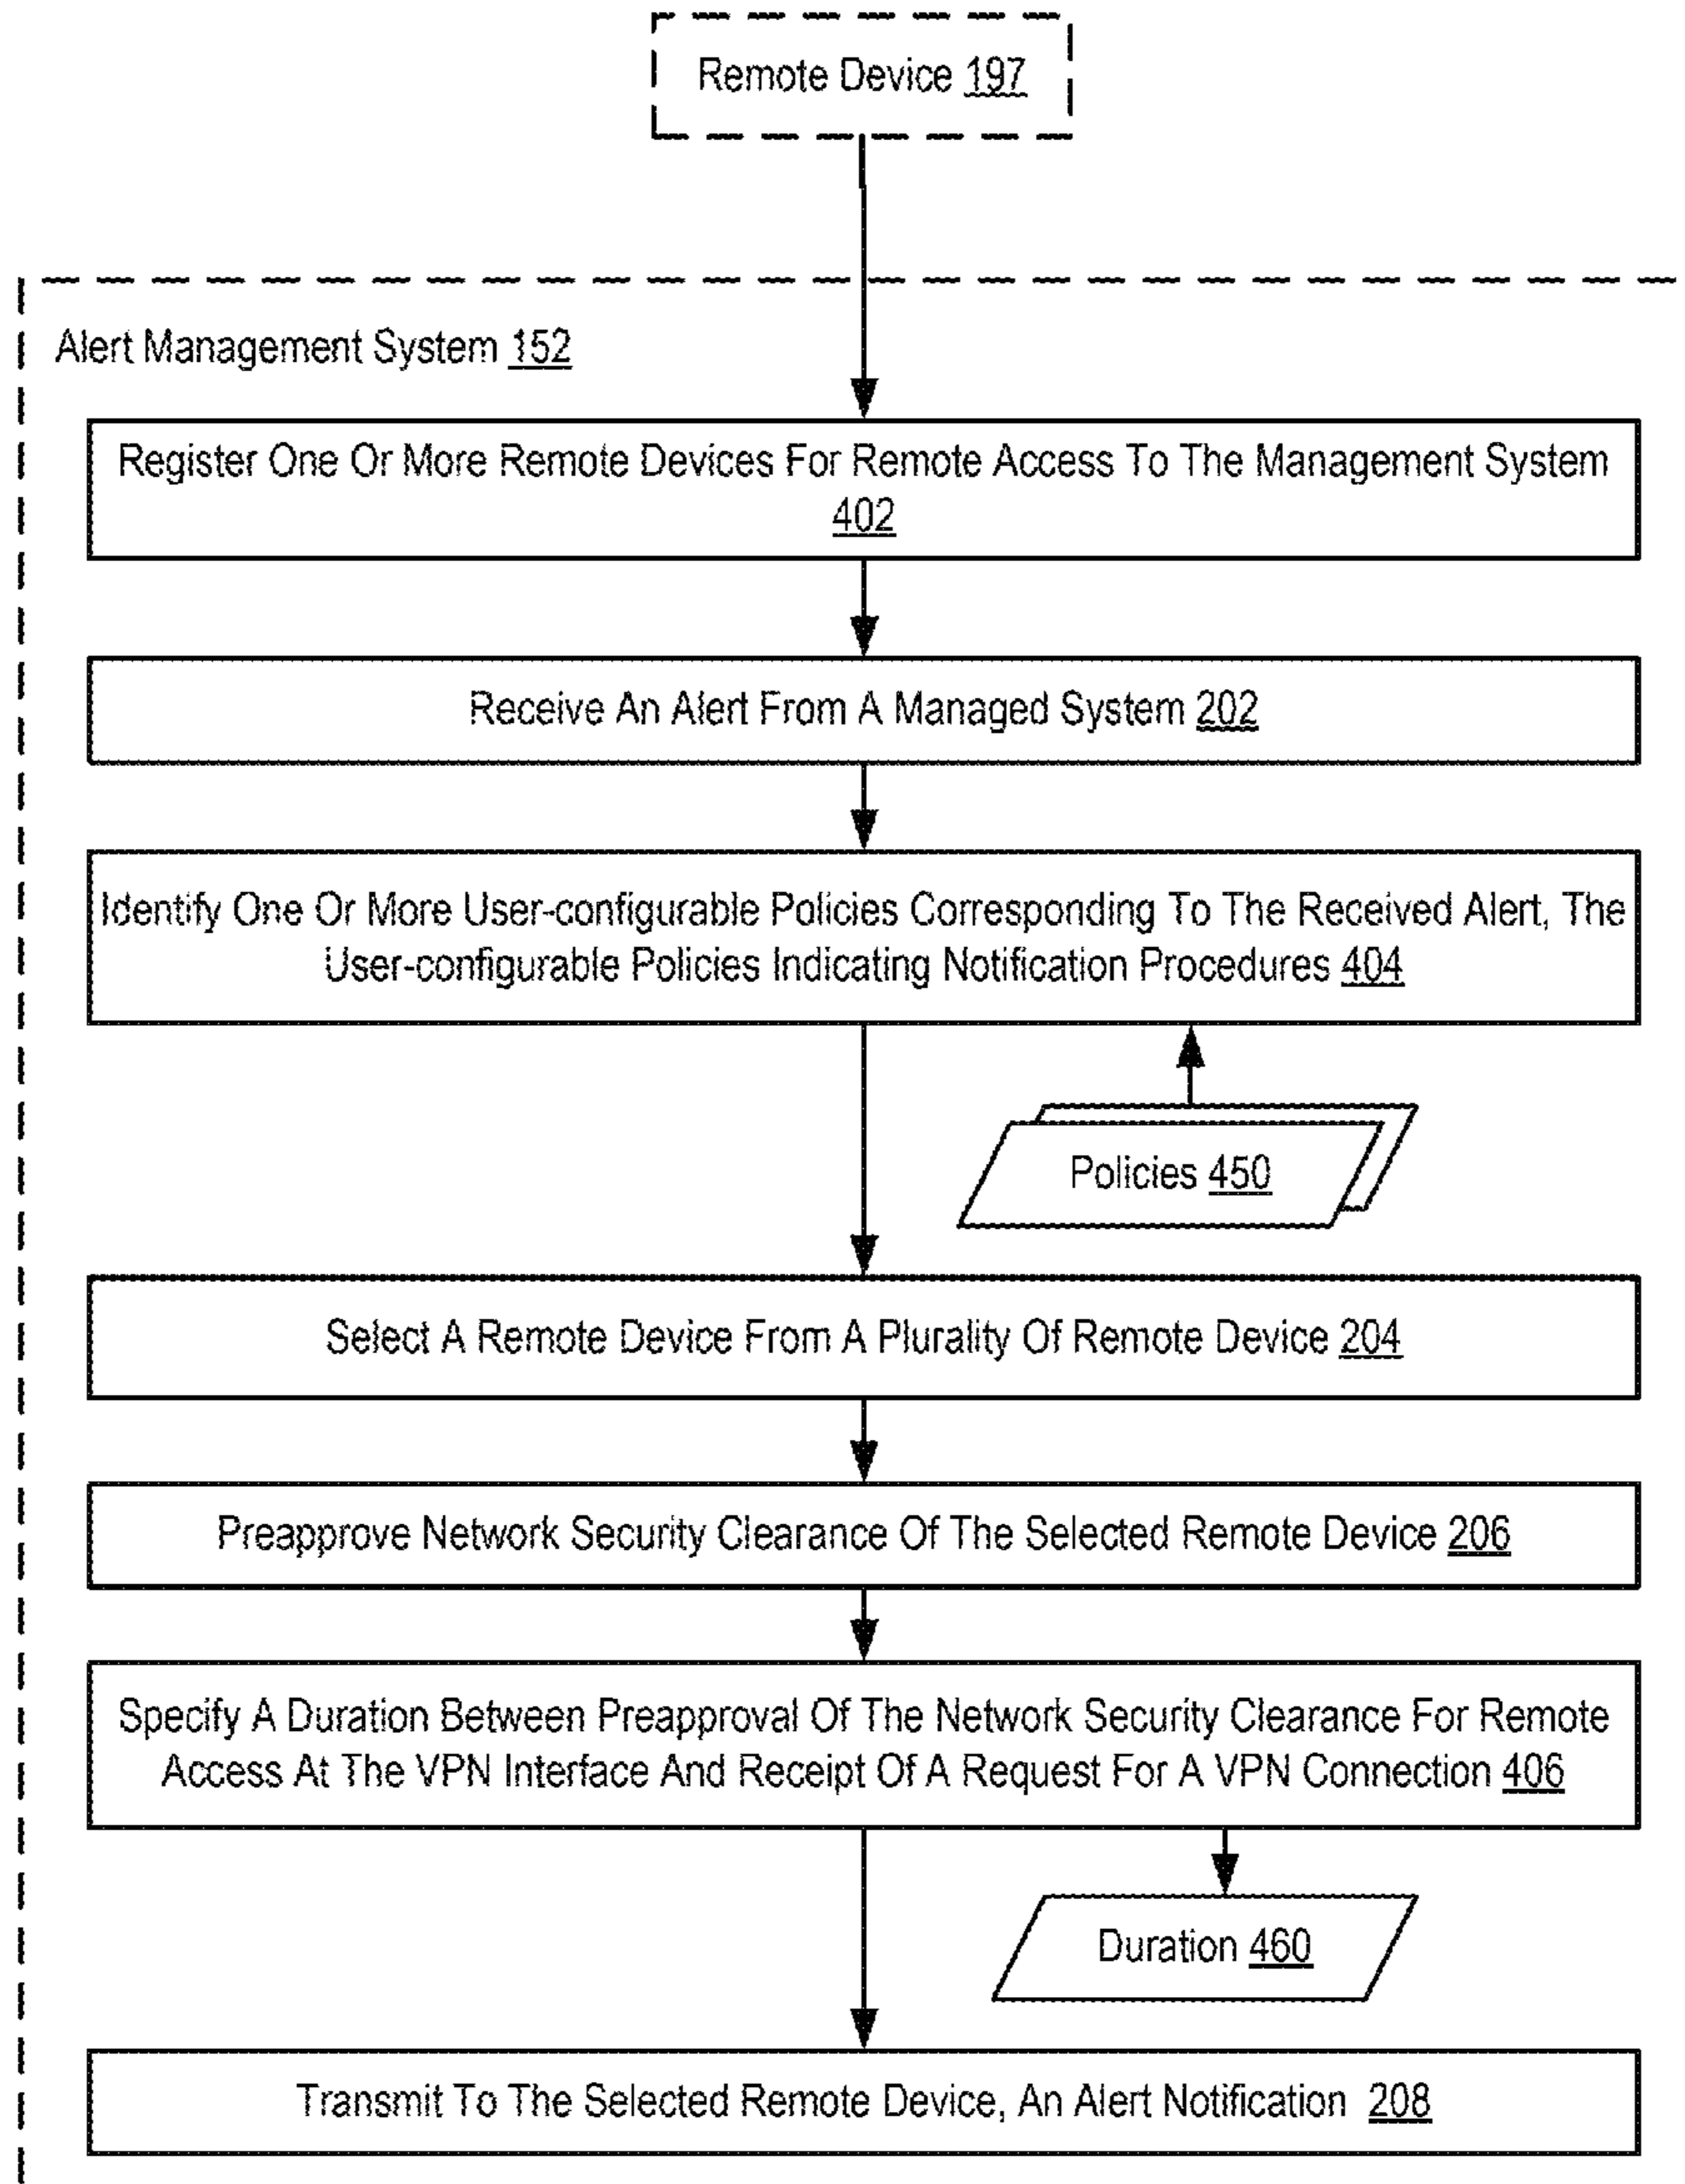 Remote Device 197
Alert Management System 152
Register One Or More Remote Devices For Remote Access To The Management System
402
Receive An Alert From A Managed System 202
Identify One Or More User-configurable Policies Corresponding To The Received Alert, The
User-configurable Policies Indicating Notification Procedures 404
Policies 450
Select A Remote Device From A Plurality Of Remote Device 204
Preapprove Network Security Clearance Of The Selected Remote Device 206
Specify A Duration Between Preapproval Of The Network Security Clearance For Remote
Access At The VPN Interface And Receipt Of A Request For A VPN Connection 406
Duration 460
Transmit To The Selected Remote Device, An Alert Notification 208